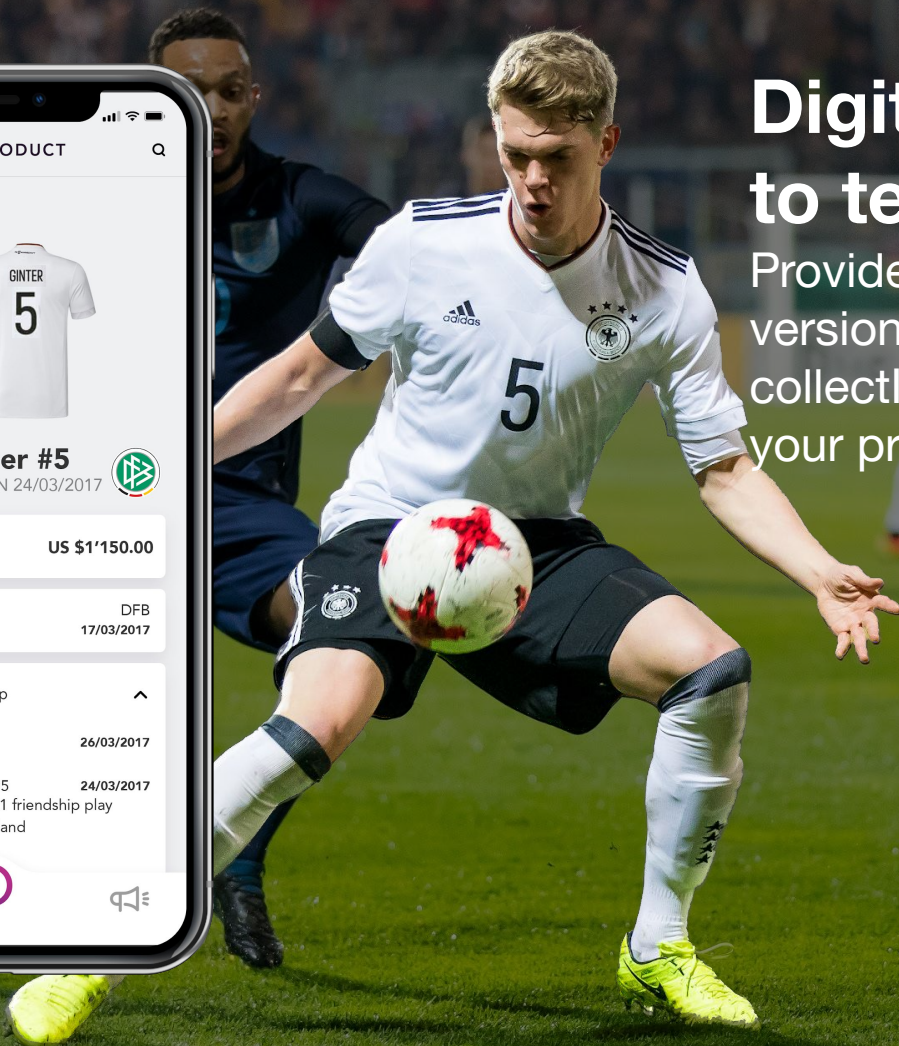 ODUCT
GINTER
5
er #5
N 24/03/2017
US $1’150.00
DFB
17/03/2017
p
26/03/2017
5
24/03/2017
1 friendship play
and
adidas
5
Digit
to te
Provide
version
collectl
your pr